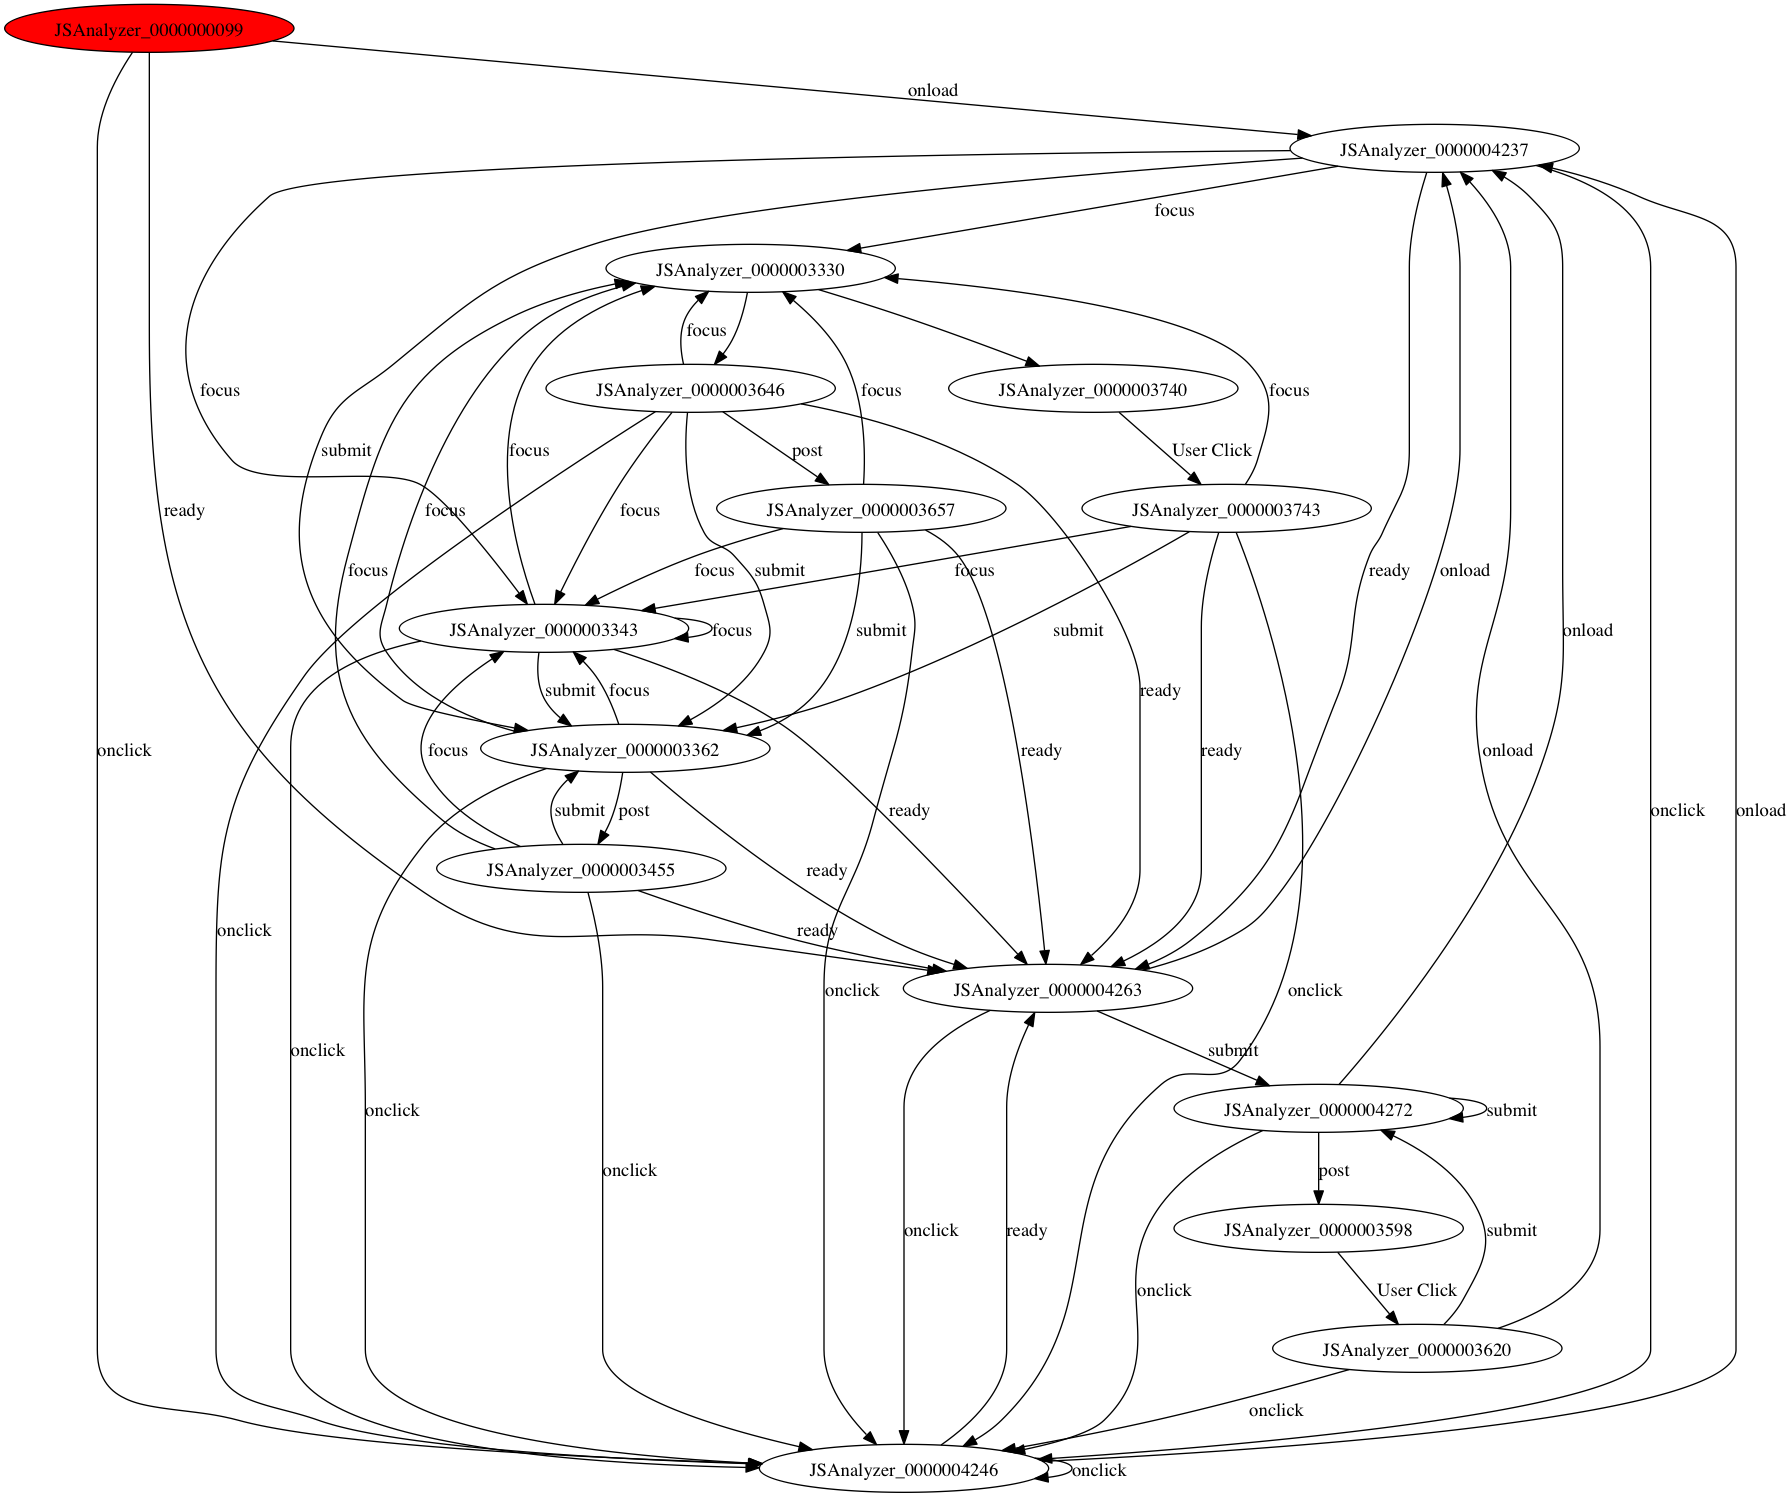 JSAnalyzer_0000000099
onload
JSAnalyzer_0000004237
focus
JSAnalyzer_0000003330
focus
focus
JSAnalyzer_0000003646
JSAnalyzer_0000003740
focus
focus
submit
focus
post
User Click
ready
focus
focus
JSAnalyzer_0000003657
JSAnalyzer_0000003743
focus
focus
submit
focus
ready
onload
JSAnalyzer_0000003343
focus
submit
submit
onload
submit
focus
ready
onclick
focus
JSAnalyzer_0000003362
ready
ready
onload
submit
post
ready
onclick
onload
JSAnalyzer_0000003455
ready
onclick
ready
JSAnalyzer_0000004263
onclick
onclick
onclick
submit
onclick
JSAnalyzer_0000004272
submit
onclick
post
onclick
ready
JSAnalyzer_0000003598
submit
onclick
User Click
JSAnalyzer_0000003620
onclick
JSAnalyzer_0000004246
onclick